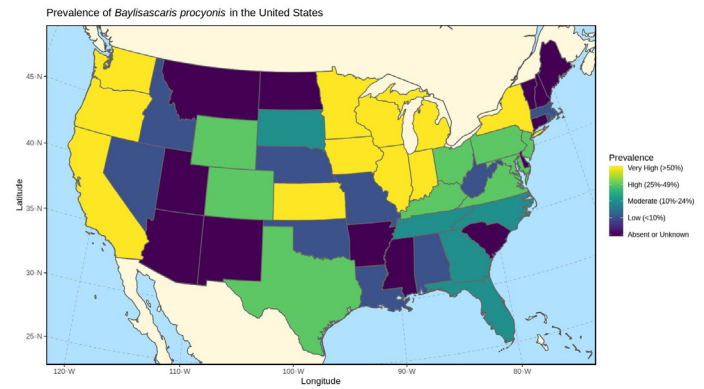 Prevalence of Baylisascaris procyonis in the United States
45°N
40°N
35°N
30°N
25°N
Latitude
120°W
110°W
100°W
90°W
80°W
Longitude
Prevalence
Very High (>50%)
High (25%-49%)
Moderate (10%-24%)
Low (<10%)
Absent or Unknown